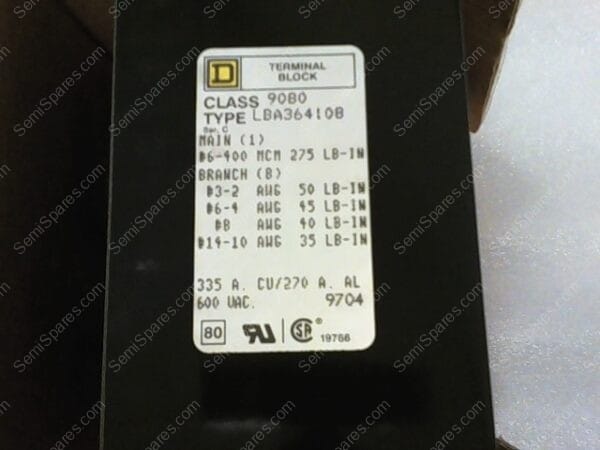 D
TERMINAL
BLOCK
CLASS 9080
TYPE LBA364108
Ser. C
MAIN (1)
#6-400 MCM 275 LB-IN
BRANCH (8)
#3-2 AWG 50 LB-IN
#6-4 AWG 45 LB-IN
#8 AWG 40 LB-IN
#14-10 AWG 35 LB-IN
335 A. CU/270 A. AL
600 VAC. 9704
80 RU SA ® 19766
SemiSpares.com